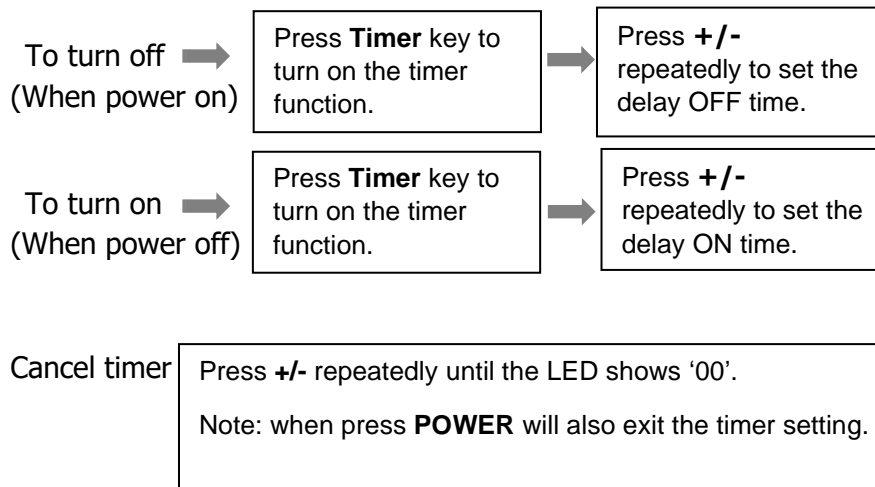 To turn off
(When power on)
Press Timer key to
turn on the timer
function.
Press +/-
repeatedly to set the
delay OFF time.
To turn on
(When power off)
Press Timer key to
turn on the timer
function.
Press +/-
repeatedly to set the
delay ON time.
Cancel timer
Press +/- repeatedly until the LED shows ‘00’.
Note: when press POWER will also exit the timer setting.